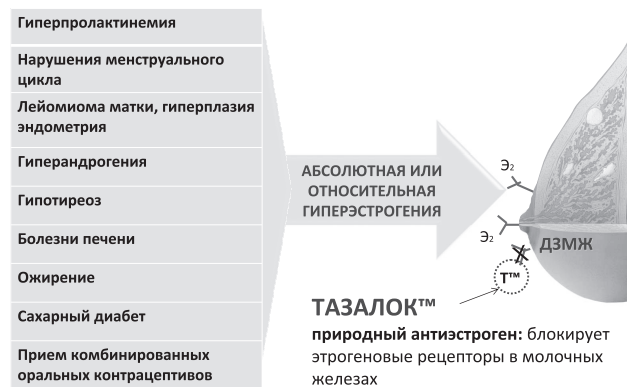 Гиперпролактинемия
Нарушения менструального
цикла
Лейомиома матки, гиперплазия
эндометрия
Гиперандрогения
Гипотиреоз
Болезни печени
Ожирение
Сахарный диабет
Прием комбинированных
оральных контрацептивов
АБСОЛЮТНАЯ ИЛИ
ОТНОСИТЕЛЬНАЯ
ГИПЕРЭСТРОГЕНИЯ
Э₂
Э₂
ДЗМЖ
Т™
ТАЗАЛОК™
природный антиэстроген: блокирует
этрогеновые рецепторы в молочных
железах